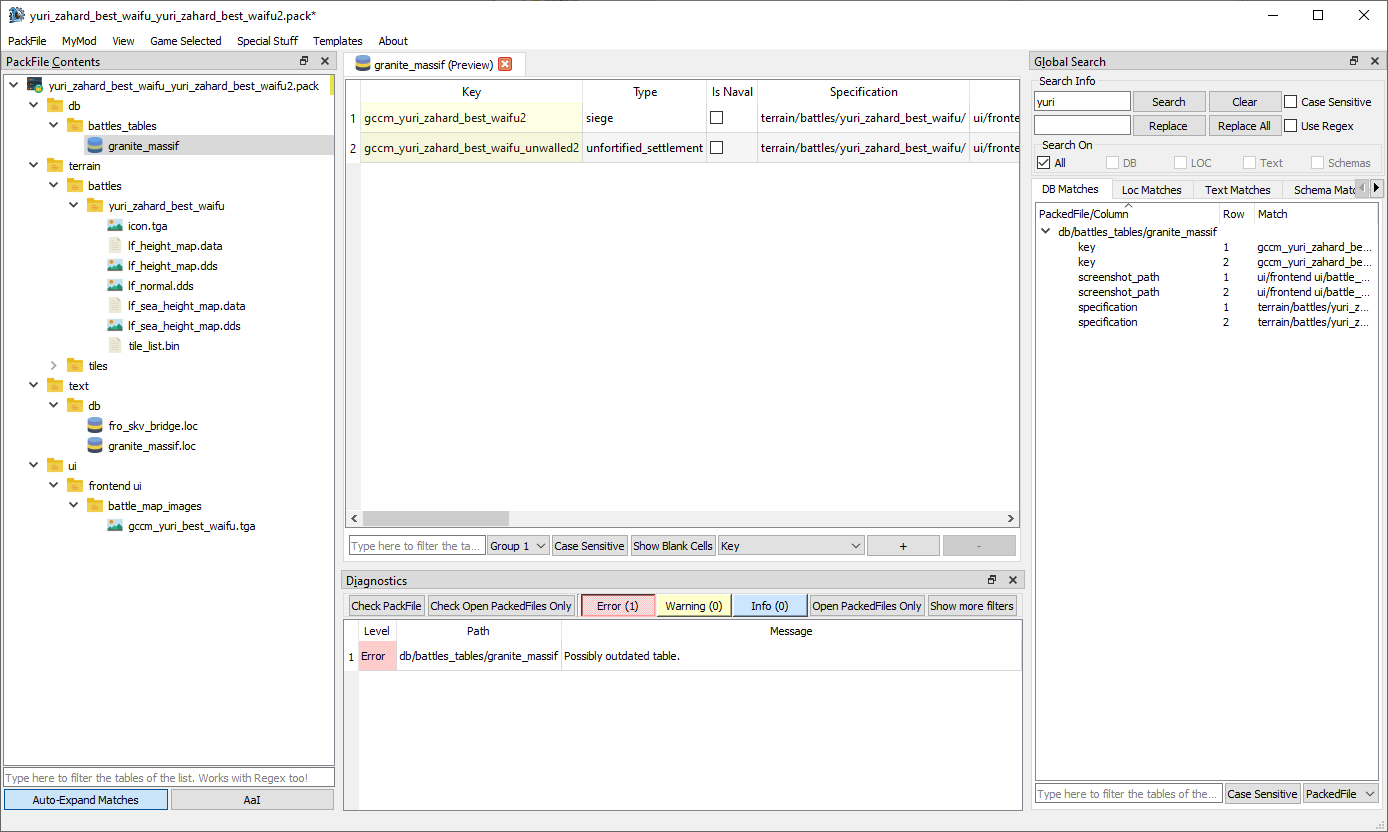 yuri_zahard_best_waifu_yuri_zahard_best_waifu2.pack*
PackFile MyMod View Game Selected Special Stuff Templates About
PackFile Contents
yuri_zahard_best_waifu_yuri_zahard_best_waifu2.pack
db
battles_tables
granite_massif
terrain
battles
yuri_zahard_best_waifu
icon.tga
lf_height_map.data
lf_height_map.dds
lf_normal.dds
lf_sea_height_map.data
lf_sea_height_map.dds
tile_list.bin
tiles
text
db
fro_skv_bridge.loc
granite_massif.loc
ui
frontend ui
battle_map_images
gccm_yuri_best_waifu.tga
Type here to filter the tables of the list. Works with Regex too!
Auto-Expand Matches AaI
granite_massif (Preview)
Key Type Is Naval Specification
1 gccm_yuri_zahard_best_waifu2 siege terrain/battles/yuri_zahard_best_waifu/ ui/fronte
2 gccm_yuri_zahard_best_waifu_unwalled2 unfortified_settlement terrain/battles/yuri_zahard_best_waifu/ ui/fronte
Type here to filter the ta... Group 1 Case Sensitive Show Blank Cells Key + -
Diagnostics
Check PackFile Check Open PackedFiles Only Error (1) Warning (0) Info (0) Open PackedFiles Only Show more filters
Level Path Message
1 Error db/battles_tables/granite_massif Possibly outdated table.
Global Search
Search Info
yuri Search Clear Case Sensitive
Replace Replace All Use Regex
Search On
All DB LOC Text Schemas
DB Matches Loc Matches Text Matches Schema Matc
PackedFile/Column Row Match
db/battles_tables/granite_massif
key 1 gccm_yuri_zahard_be...
key 2 gccm_yuri_zahard_be...
screenshot_path 1 ui/frontend ui/battle_...
screenshot_path 2 ui/frontend ui/battle_...
specification 1 terrain/battles/yuri_z...
specification 2 terrain/battles/yuri_z...
Type here to filter the tables of the... Case Sensitive PackedFile